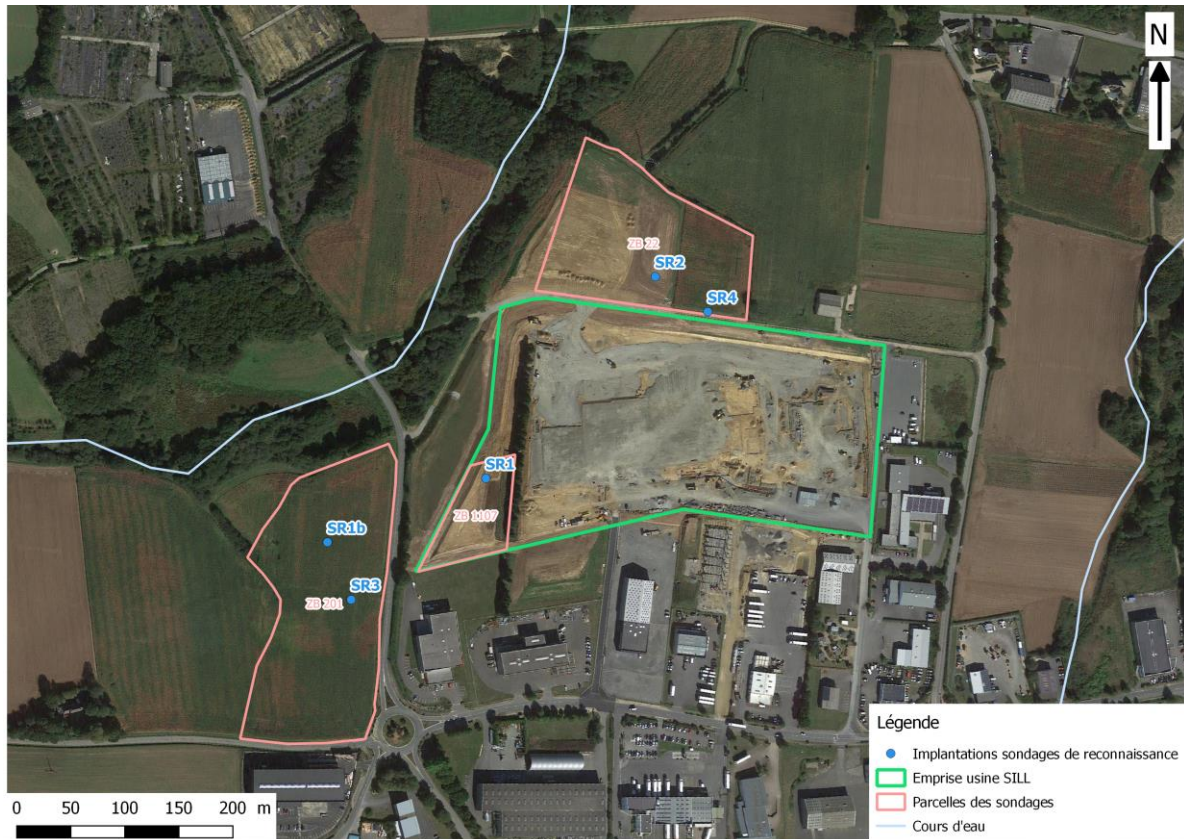 N
ZB 22
SR2
SR4
SR1
ZB 1107
SR1b
SR3
ZB 201
Légende
Implantations sondages de reconnaissance
Emprise usine SILL
Parcelles des sondages
Cours d'eau
0 50 100 150 200 m